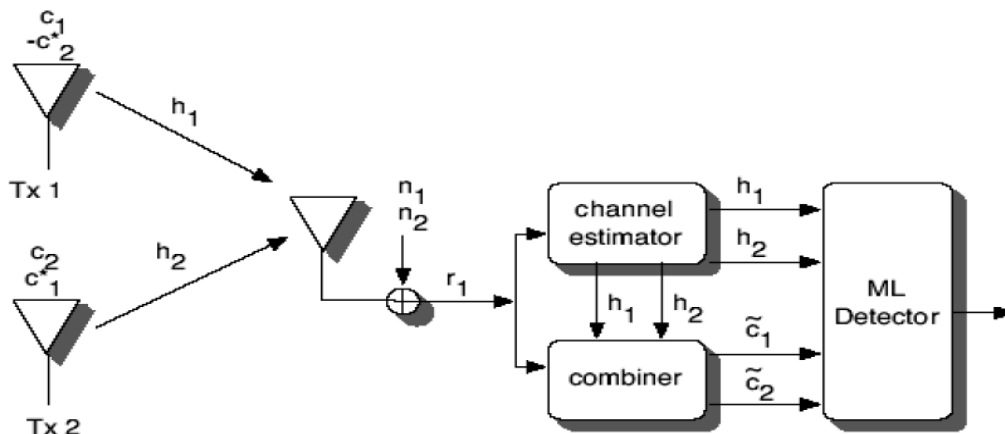 c₁
-c*₂
h₁
Tx 1
c₂
c*₁
h₂
Tx 2
n₁
n₂
r₁
channel
estimator
h₁
h₂
h₁
h₂
combiner
c̃₁
c̃₂
ML
Detector